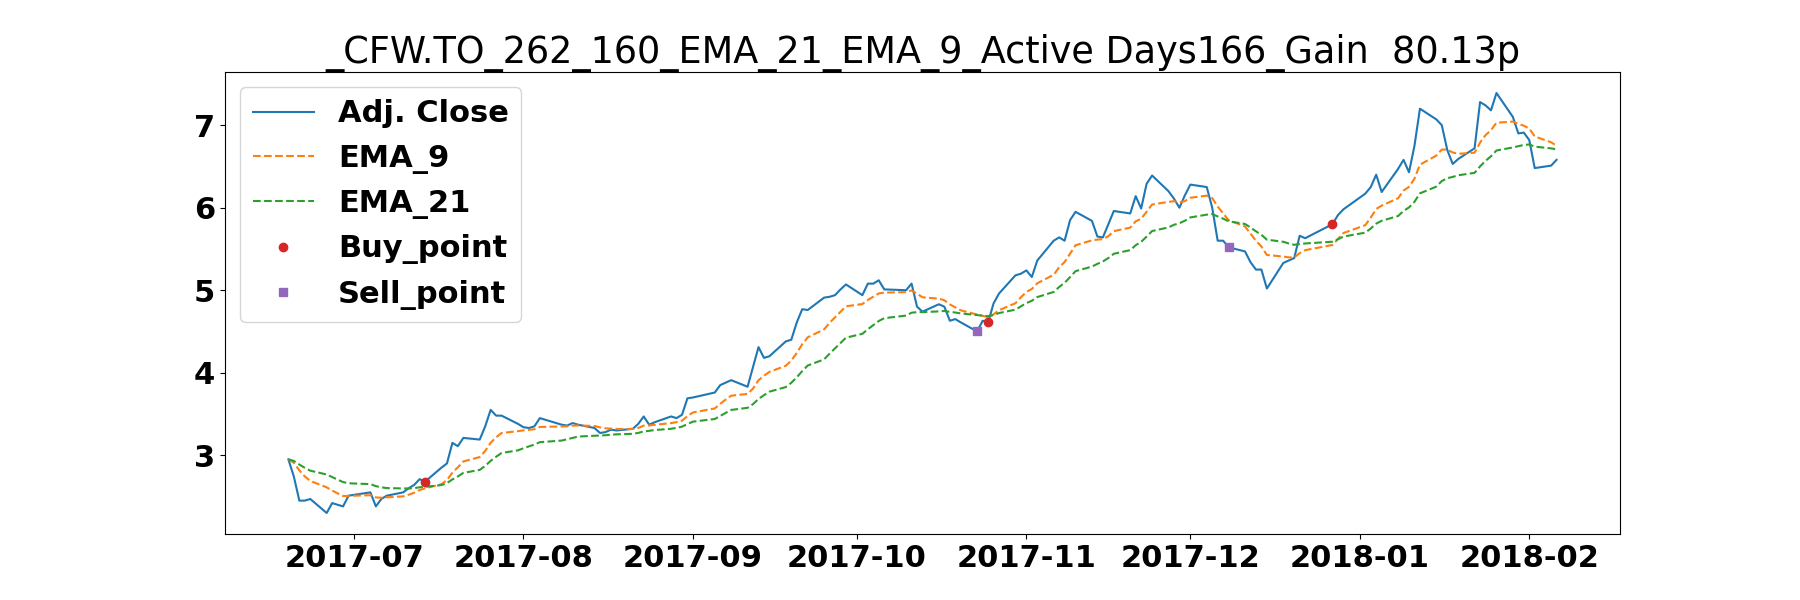 _CFW.TO_262_160_EMA_21_EMA_9_Active Days166_Gain  80.13p
Adj. Close
EMA_9
EMA_21
Buy_point
Sell_point
7
6
5
4
3
2017-07 2017-08 2017-09 2017-10 2017-11 2017-12 2018-01 2018-02